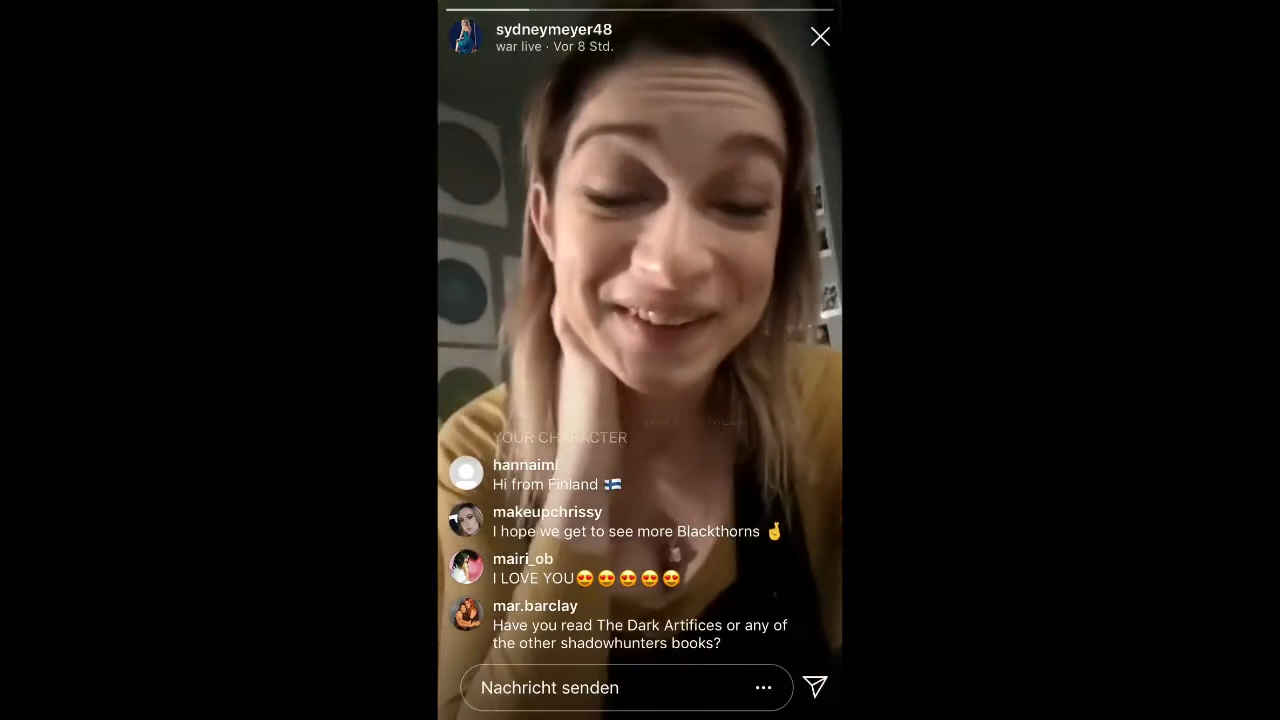 sydneymeyer48
war live · Vor 8 Std.
YOUR CHARACTER
hannaiml
Hi from Finland 🇫🇮
makeupchrissy
I hope we get to see more Blackthorns 🤞
mairi_ob
I LOVE YOU😍😍😍😍😍
mar.barclay
Have you read The Dark Artifices or any of
the other shadowhunters books?
Nachricht senden